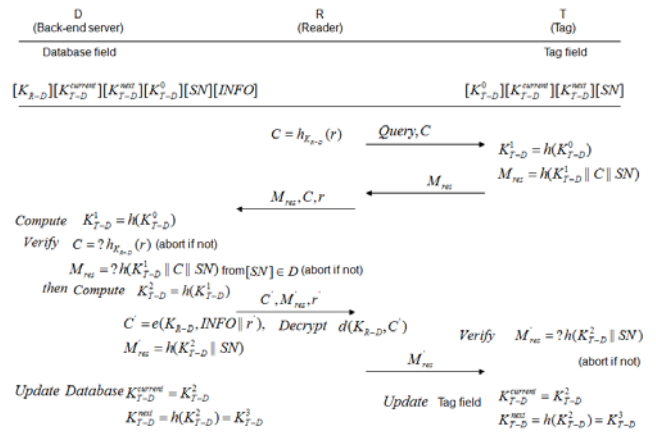 D R T
(Back-end server) (Reader) (Tag)
Database field Tag field
[K_{R-D}][K_{T-D}^{current}][K_{T-D}^{next}][K_{T-D}^{0}][SN][INFO] [K_{T-D}^{0}][K_{T-D}^{current}][K_{T-D}^{next}][SN]
C = h_{K_{R-D}}(r) Query, C
K_{T-D}^{1} = h(K_{T-D}^{0})
M_{res} M_{res} = h(K_{T-D}^{1} || C || SN)
M_{res}, C, r
Compute K_{T-D}^{1} = h(K_{T-D}^{0})
Verify C = ? h_{K_{R-D}}(r) (abort if not)
M_{res} = ? h(K_{T-D}^{1} || C || SN) from [SN] ∈ D (abort if not)
then Compute K_{T-D}^{2} = h(K_{T-D}^{1})
C', M'_{res}, r'
C' = e(K_{R-D}, INFO || r'), Decrypt d(K_{R-D}, C')
M'_{res} = h(K_{T-D}^{2} || SN)
Verify M'_{res} = ? h(K_{T-D}^{2} || SN)
M'_{res} (abort if not)
Update Database K_{T-D}^{current} = K_{T-D}^{2}
K_{T-D}^{next} = h(K_{T-D}^{2}) = K_{T-D}^{3}
Update Tag field K_{T-D}^{current} = K_{T-D}^{2}
K_{T-D}^{next} = h(K_{T-D}^{2}) = K_{T-D}^{3}